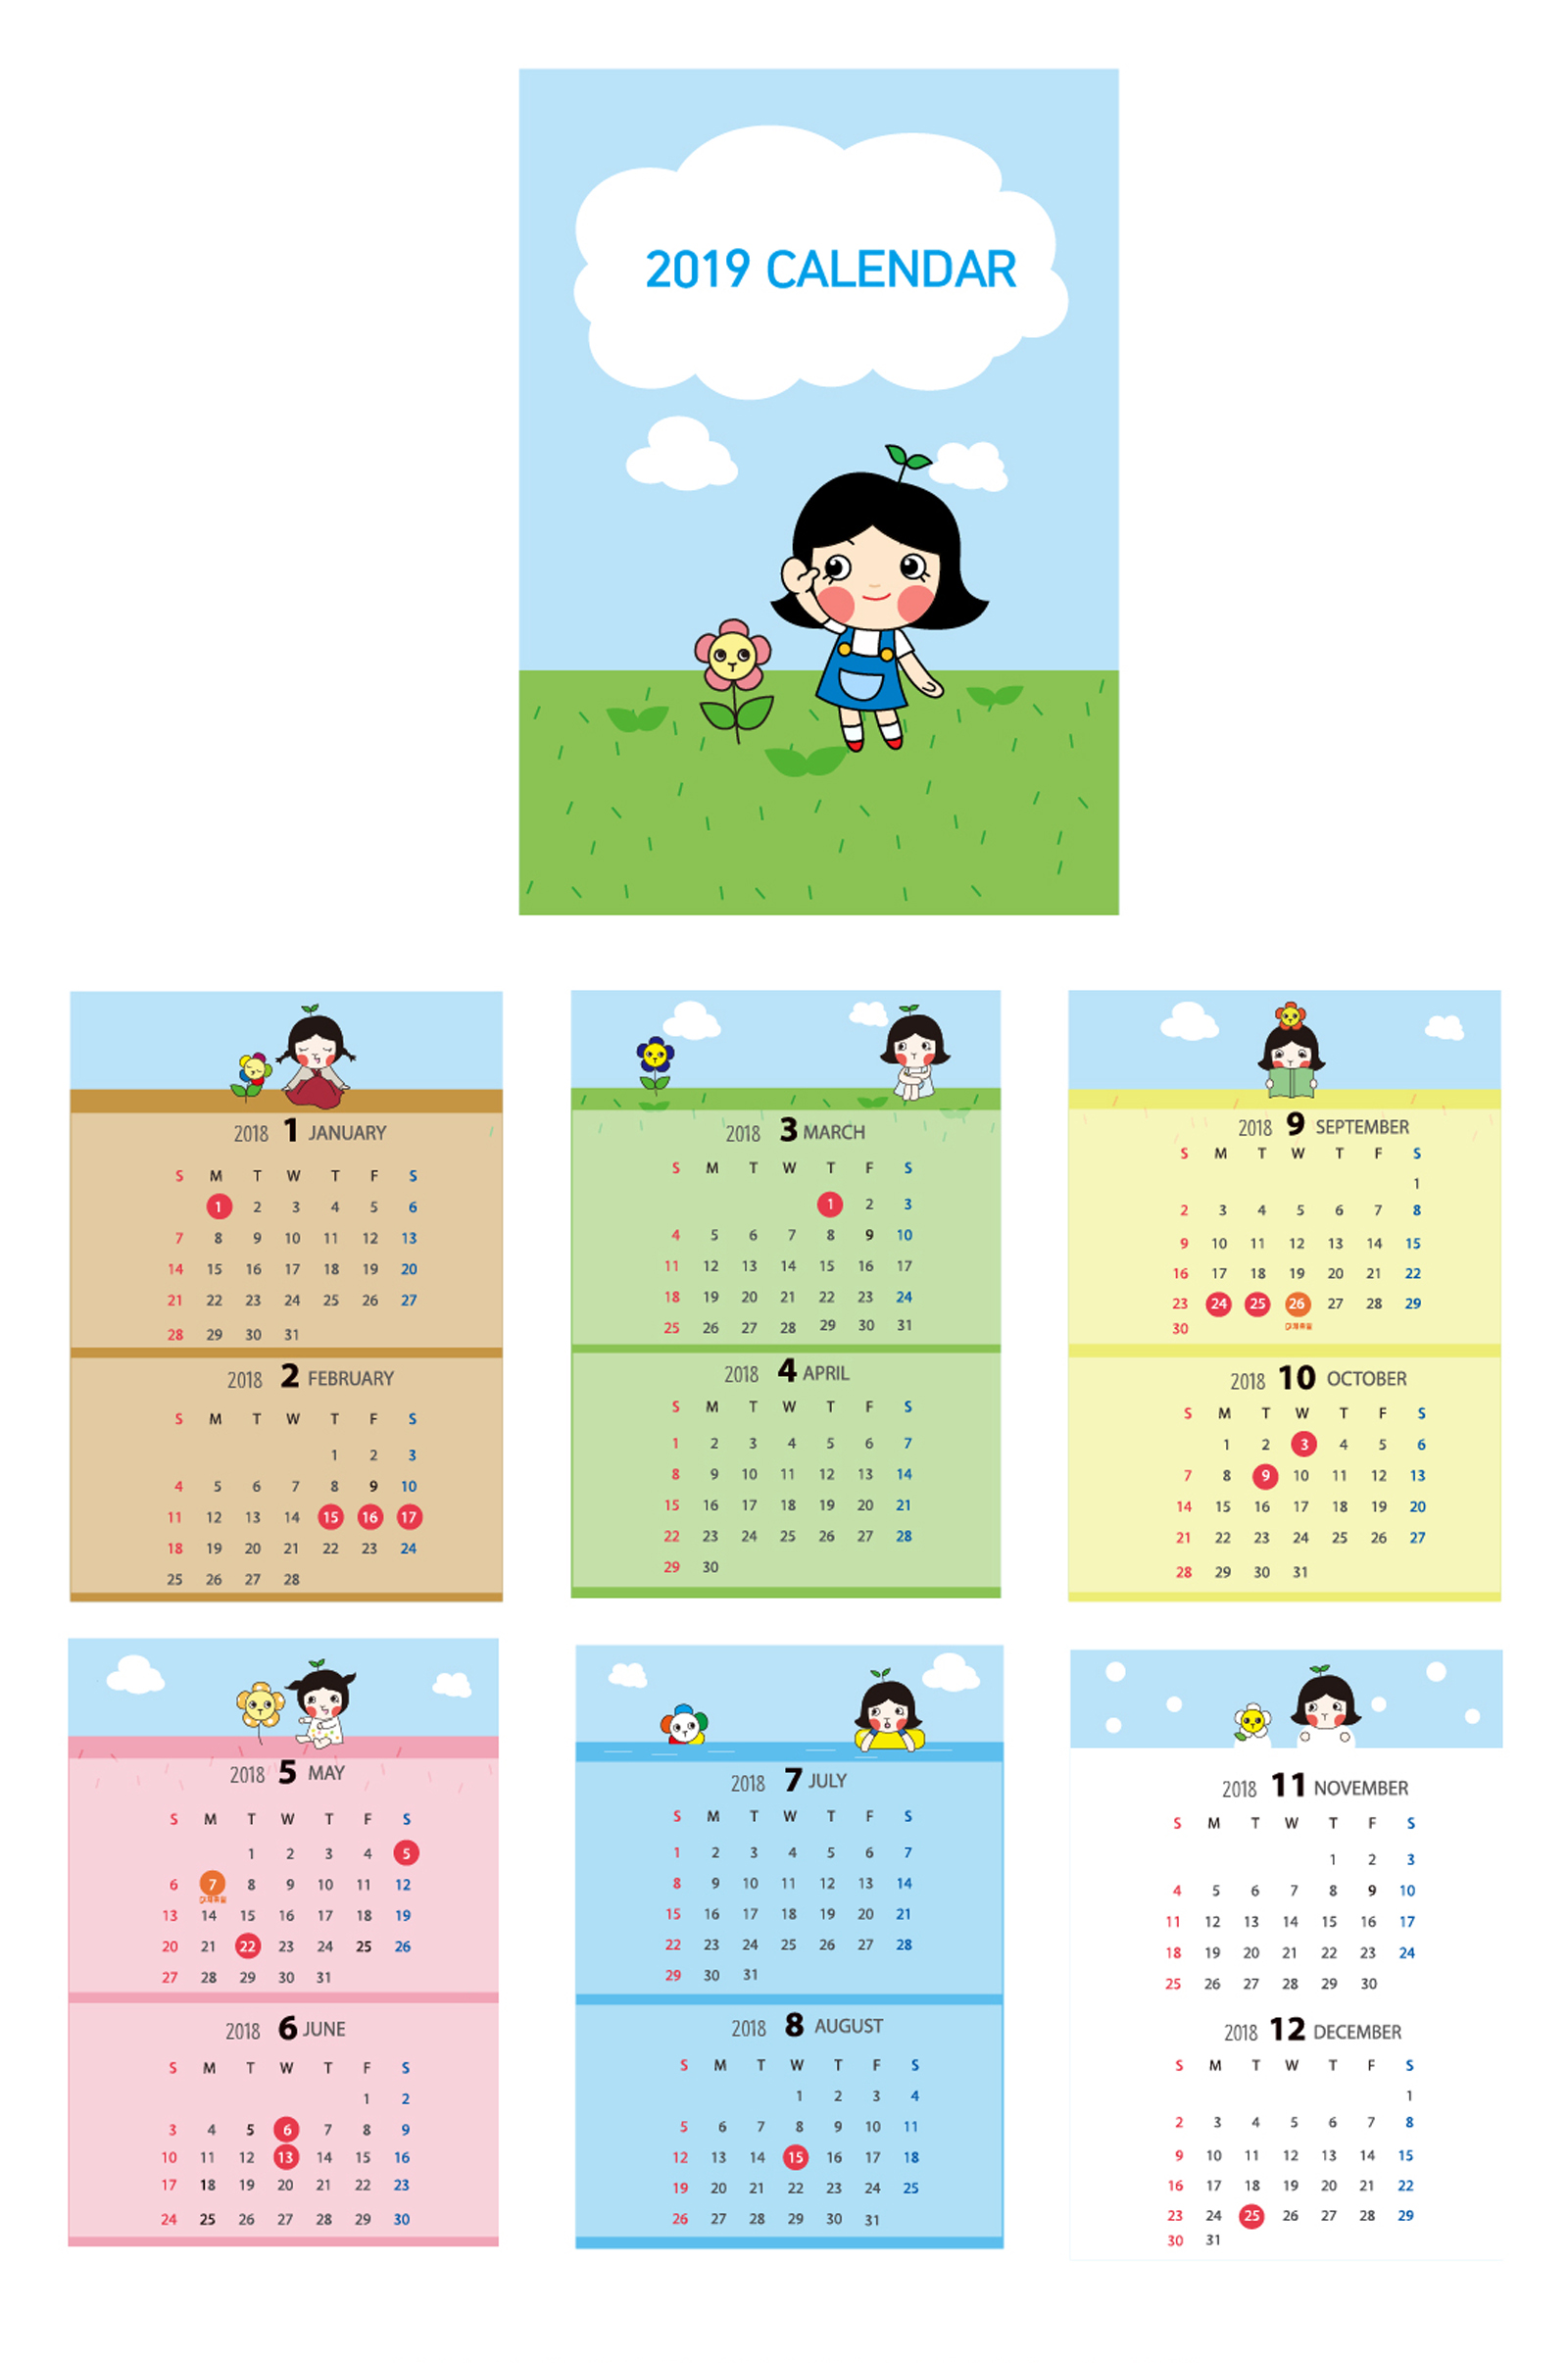 2019 CALENDAR
2018 1 JANUARY
S M T W T F S
1 2 3 4 5 6
7 8 9 10 11 12 13
14 15 16 17 18 19 20
21 22 23 24 25 26 27
28 29 30 31
2018 2 FEBRUARY
S M T W T F S
1 2 3
4 5 6 7 8 9 10
11 12 13 14 15 16 17
18 19 20 21 22 23 24
25 26 27 28
2018 3 MARCH
S M T W T F S
1 2 3
4 5 6 7 8 9 10
11 12 13 14 15 16 17
18 19 20 21 22 23 24
25 26 27 28 29 30 31
2018 4 APRIL
S M T W T F S
1 2 3 4 5 6 7
8 9 10 11 12 13 14
15 16 17 18 19 20 21
22 23 24 25 26 27 28
29 30
2018 9 SEPTEMBER
S M T W T F S
1
2 3 4 5 6 7 8
9 10 11 12 13 14 15
16 17 18 19 20 21 22
23 24 25 26 27 28 29
대체휴일
30
2018 10 OCTOBER
S M T W T F S
1 2 3 4 5 6
7 8 9 10 11 12 13
14 15 16 17 18 19 20
21 22 23 24 25 26 27
28 29 30 31
2018 5 MAY
S M T W T F S
1 2 3 4 5
6 7 8 9 10 11 12
대체휴일
13 14 15 16 17 18 19
20 21 22 23 24 25 26
27 28 29 30 31
2018 6 JUNE
S M T W T F S
1 2
3 4 5 6 7 8 9
10 11 12 13 14 15 16
17 18 19 20 21 22 23
24 25 26 27 28 29 30
2018 7 JULY
S M T W T F S
1 2 3 4 5 6 7
8 9 10 11 12 13 14
15 16 17 18 19 20 21
22 23 24 25 26 27 28
29 30 31
2018 8 AUGUST
S M T W T F S
1 2 3 4
5 6 7 8 9 10 11
12 13 14 15 16 17 18
19 20 21 22 23 24 25
26 27 28 29 30 31
2018 11 NOVEMBER
S M T W T F S
1 2 3
4 5 6 7 8 9 10
11 12 13 14 15 16 17
18 19 20 21 22 23 24
25 26 27 28 29 30
2018 12 DECEMBER
S M T W T F S
1
2 3 4 5 6 7 8
9 10 11 12 13 14 15
16 17 18 19 20 21 22
23 24 25 26 27 28 29
30 31